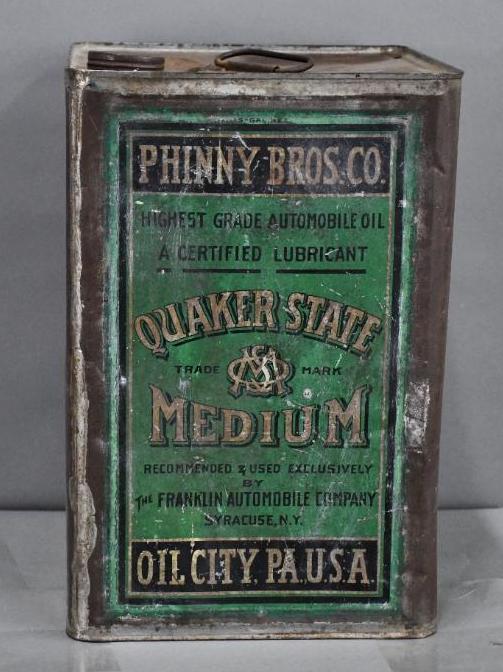 PHINNY BROS. CO.
HIGHEST GRADE AUTOMOBILE OIL
A CERTIFIED LUBRICANT
QUAKER STATE
TRADE MARK
MEDIUM
RECOMMENDED & USED EXCLUSIVELY
BY
THE FRANKLIN AUTOMOBILE COMPANY
SYRACUSE, N.Y.
OIL CITY, PA. U.S.A.